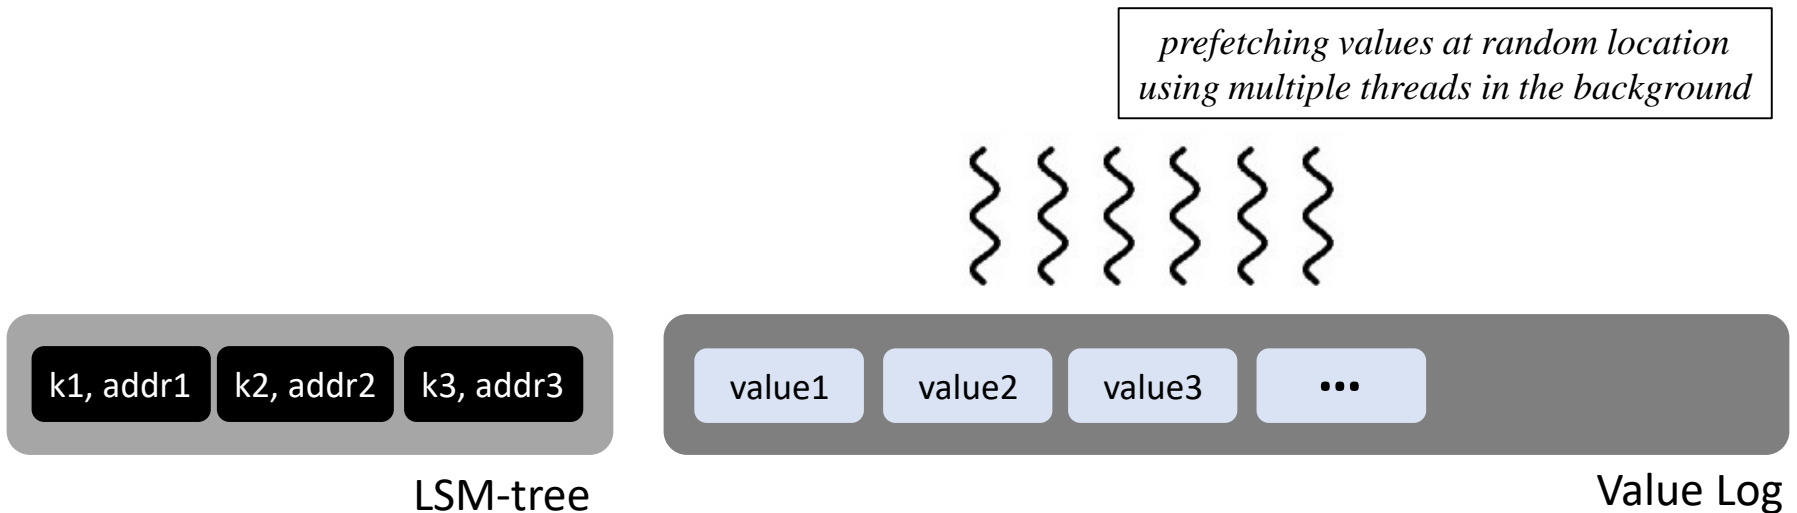 prefetching values at random location
using multiple threads in the background
k1, addr1 k2, addr2 k3, addr3
value1 value2 value3 ...
LSM-tree
Value Log